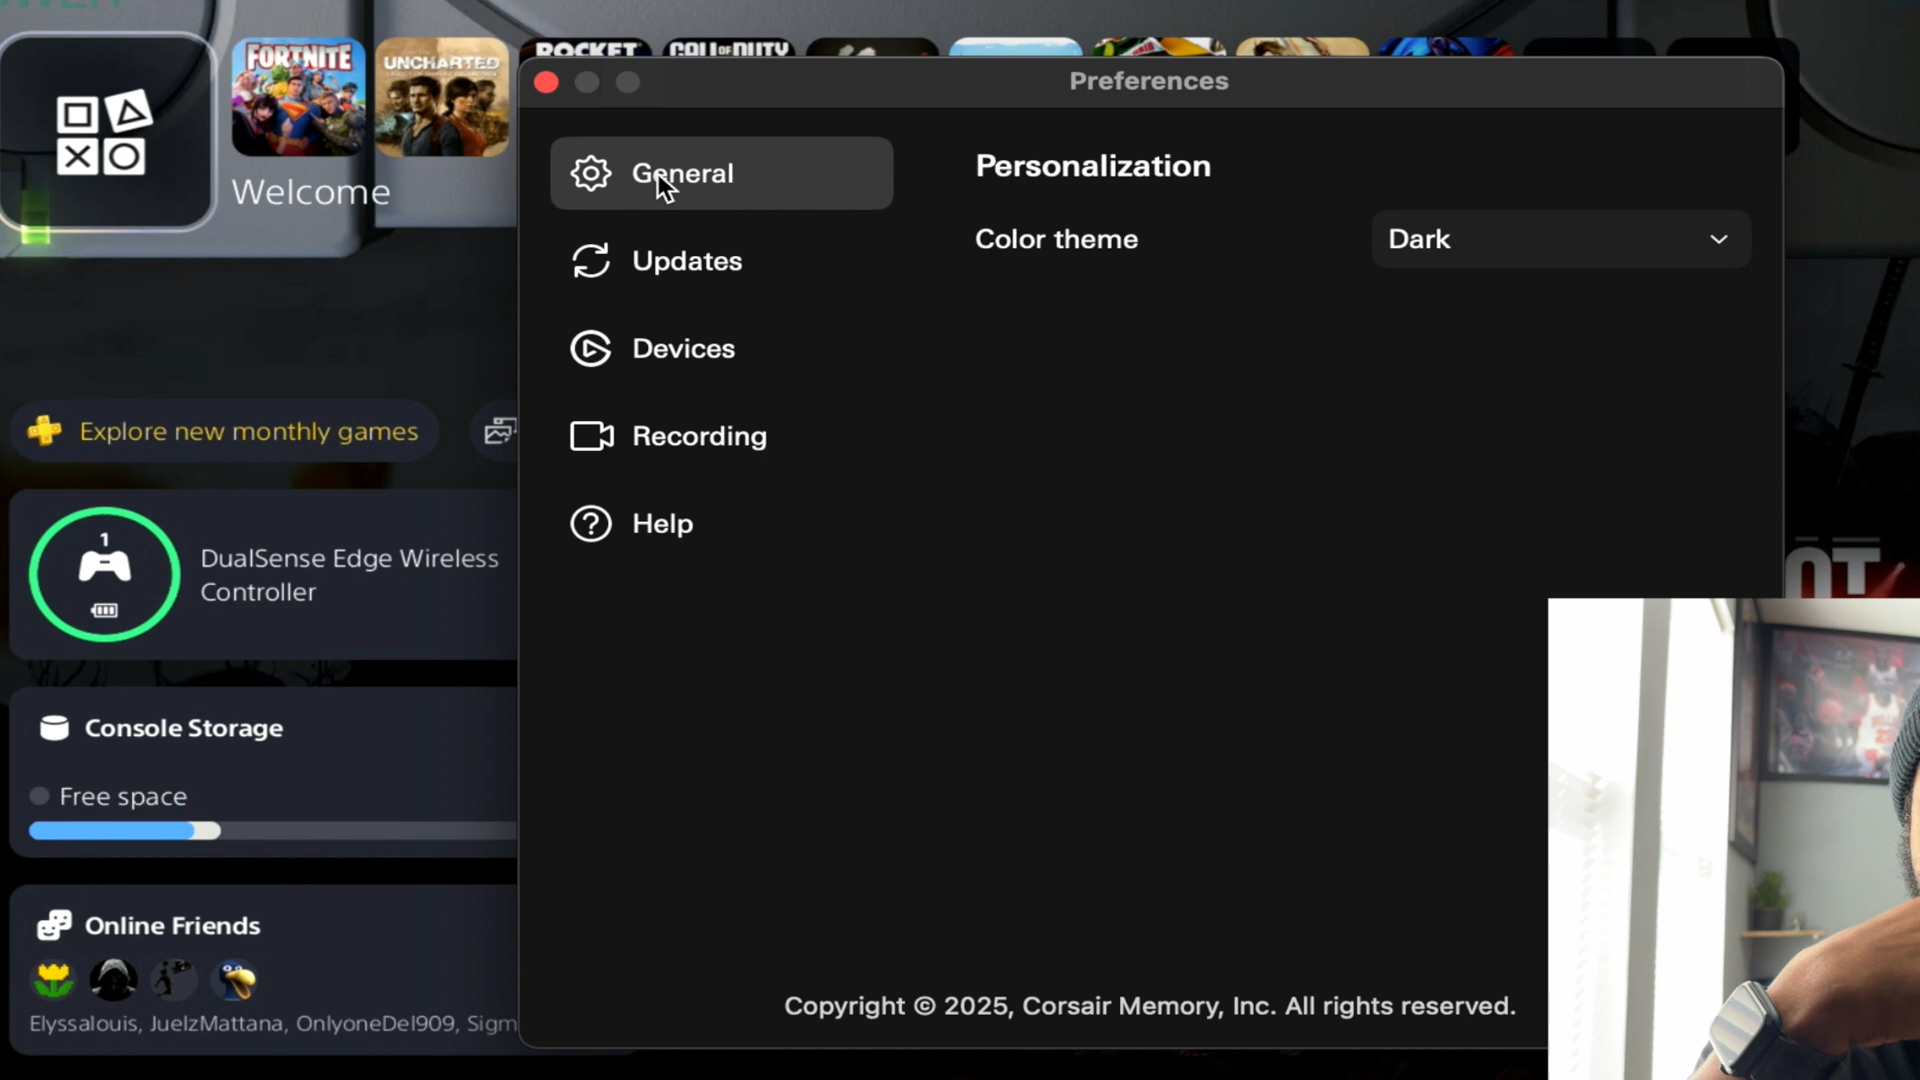 FORTNITE
UNCHARTED
ROCKET
CALL OF DUTY
Welcome
Explore new monthly games
1
DualSense Edge Wireless
Controller
Console Storage
Free space
Online Friends
Elyssalouis, JuelzMattana, OnlyoneDel909, Sigm
Preferences
General
Updates
Devices
Recording
Help
Personalization
Color theme
Dark
Copyright © 2025, Corsair Memory, Inc. All rights reserved.